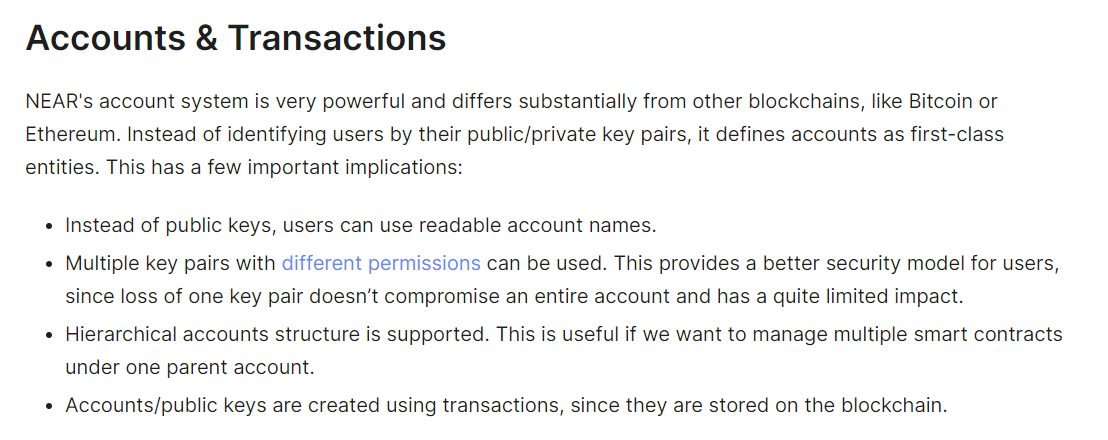 Accounts & Transactions
NEAR's account system is very powerful and differs substantially from other blockchains, like Bitcoin or
Ethereum. Instead of identifying users by their public/private key pairs, it defines accounts as first-class
entities. This has a few important implications:
• Instead of public keys, users can use readable account names.
• Multiple key pairs with different permissions can be used. This provides a better security model for users,
since loss of one key pair doesn’t compromise an entire account and has a quite limited impact.
• Hierarchical accounts structure is supported. This is useful if we want to manage multiple smart contracts
under one parent account.
• Accounts/public keys are created using transactions, since they are stored on the blockchain.